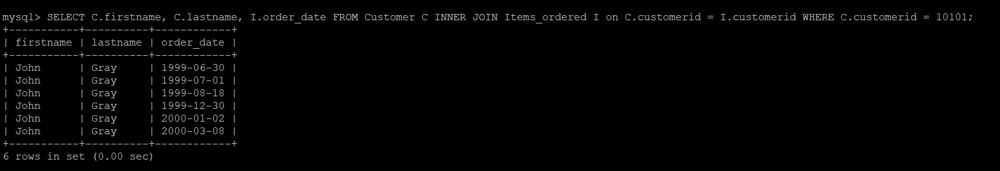 mysql> SELECT C.firstname, C.lastname, I.order_date FROM Customer C INNER JOIN Items_ordered I on C.customerid = I.customerid WHERE C.customerid = 10101;
+-----------+----------+------------+
| firstname | lastname | order_date |
+-----------+----------+------------+
| John      | Gray     | 1999-06-30 |
| John      | Gray     | 1999-07-01 |
| John      | Gray     | 1999-08-18 |
| John      | Gray     | 1999-12-30 |
| John      | Gray     | 2000-01-02 |
| John      | Gray     | 2000-03-08 |
+-----------+----------+------------+
6 rows in set (0.00 sec)